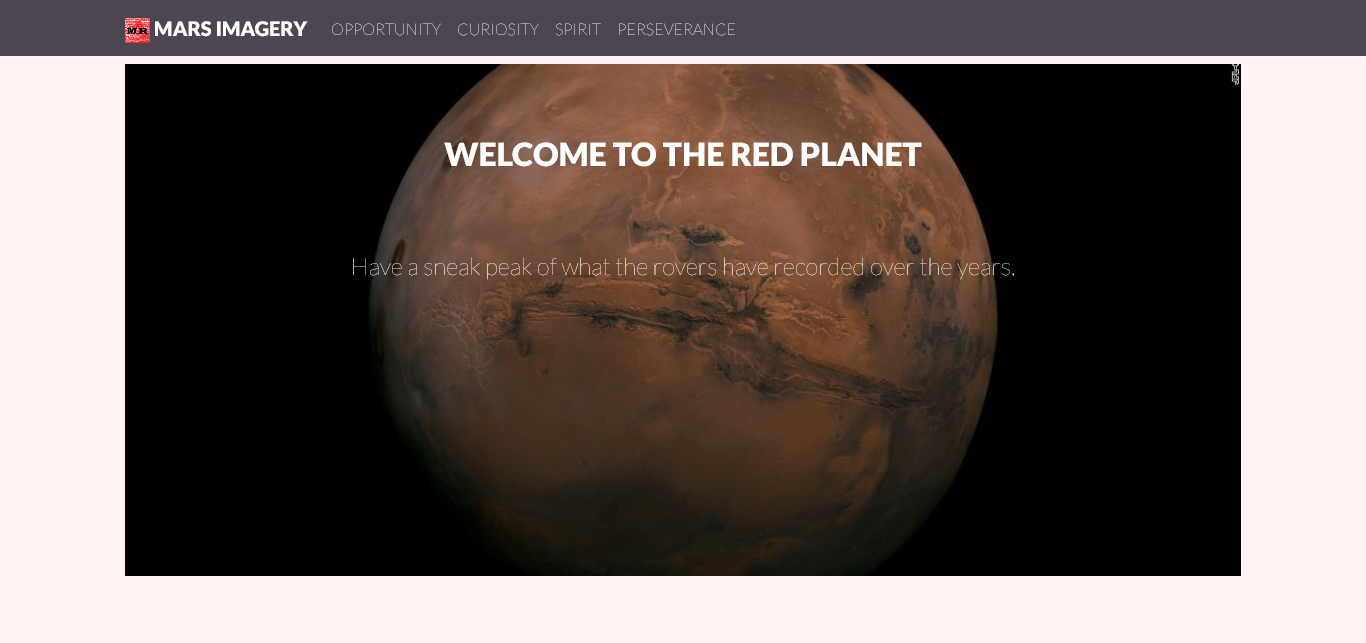 MR MARS IMAGERY OPPORTUNITY CURIOSITY SPIRIT PERSEVERANCE
WELCOME TO THE RED PLANET
Have a sneak peak of what the rovers have recorded over the years.